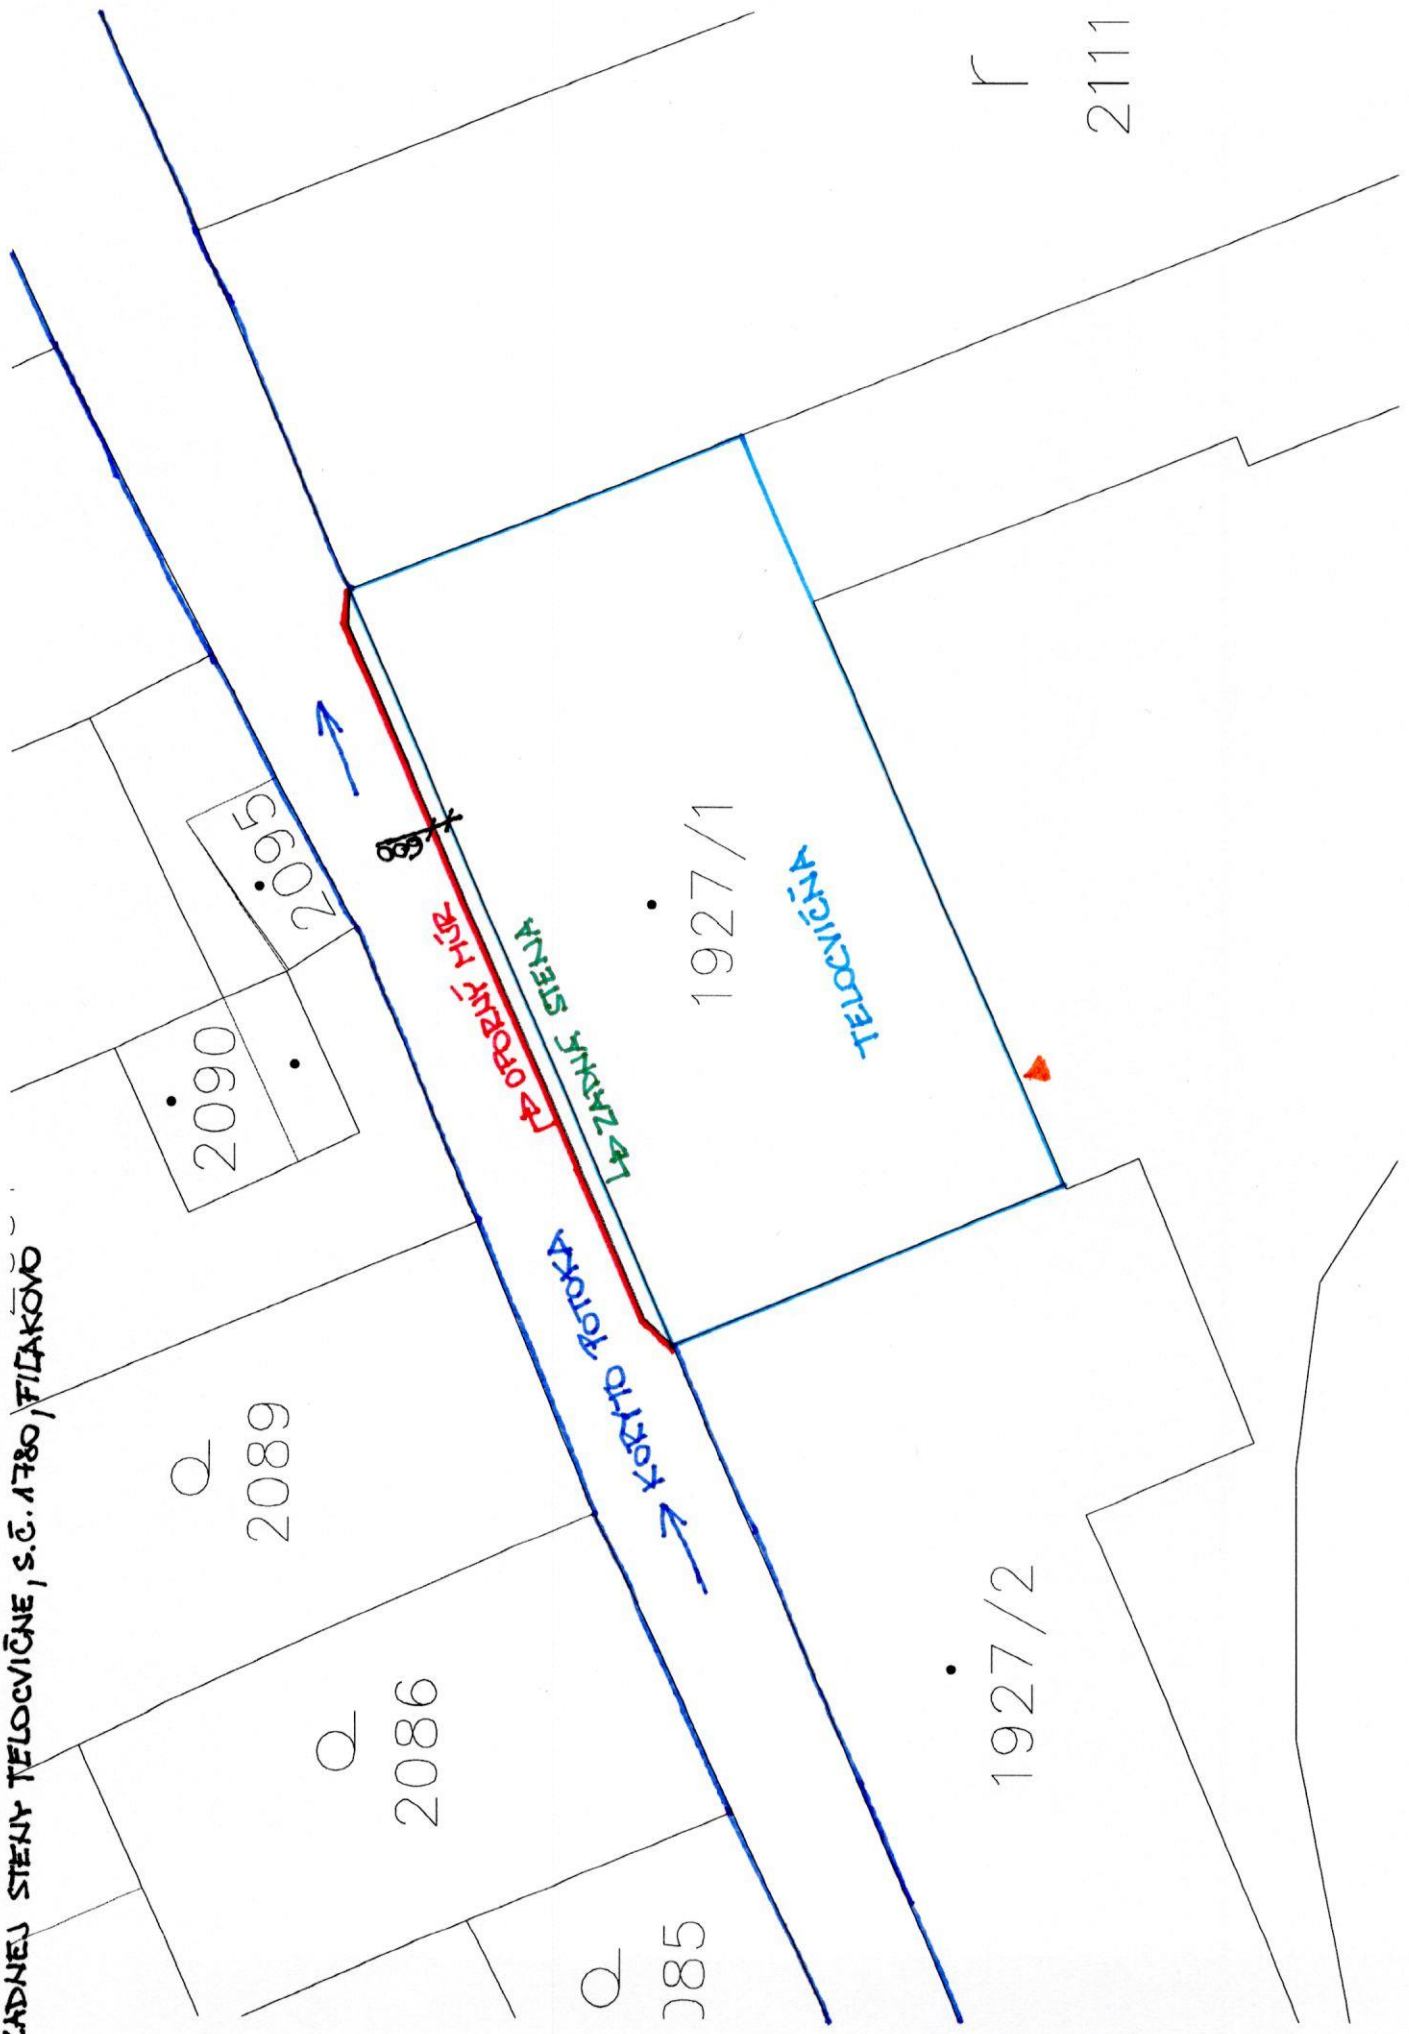 ZADNEJ STENY TELOCVIČNE, S.Č. 1780, FIĽAKOVO
2085
2086
2089
2090
2095
2111
r
KORYTO POTOKA
OPORNÝ MÚR
ZADNÁ STENA
1927/1
TELOCVIČŇA
1927/2